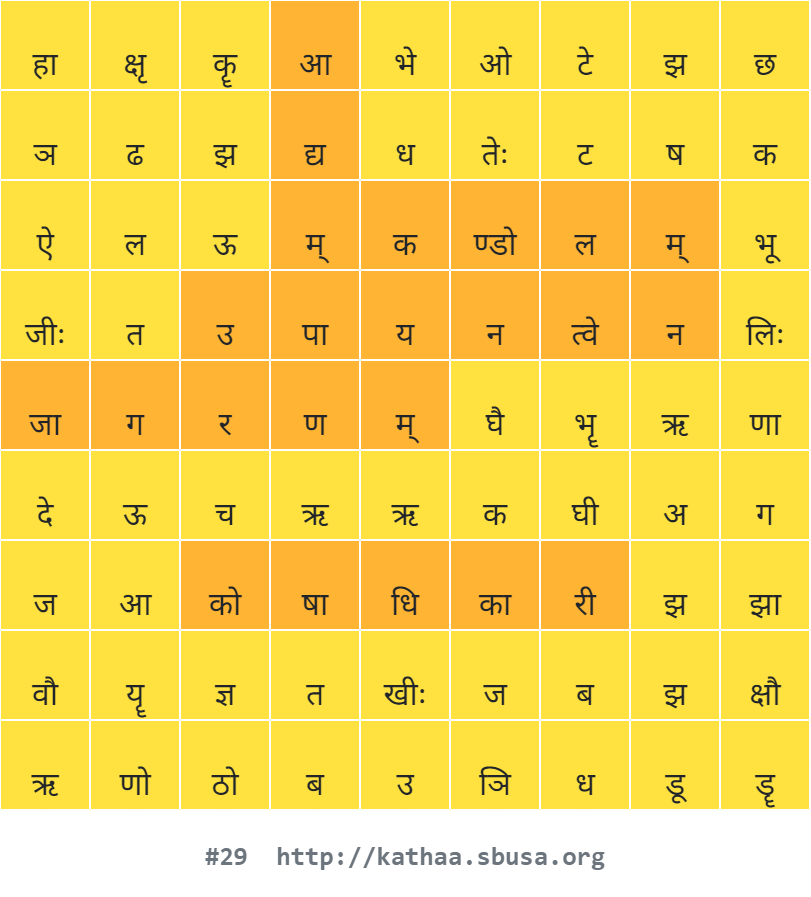 हा क्षृ कॄ आ भे ओ टे झ छ
ञ ढ झ द्य ध तेः ट ष क
ऐ ल ऊ म् क ण्डो ल म् भू
जीः त उ पा य न त्वे न लिः
जा ग र ण म् घै भॄ ऋ णा
दे ऊ च ऋ ऋ क घी अ ग
ज आ को षा धि का री झ झा
वौ यॄ ज्ञ त खीः ज ब झ क्षौ
ऋ णो ठो ब उ ञि ध डू डॄ
#29 http://kathaa.sbusa.org